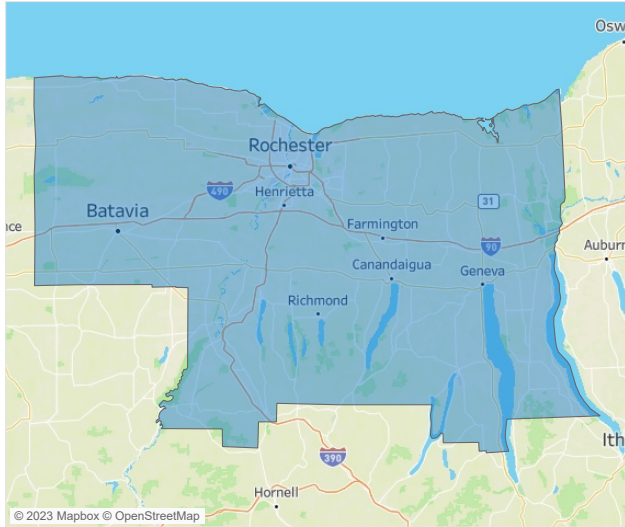 Osw
Rochester
490
Henrietta
31
Batavia
nce
Farmington
90
Auburn
Canandaigua
Geneva
Richmond
Ith
390
Hornell
© 2023 Mapbox © OpenStreetMap